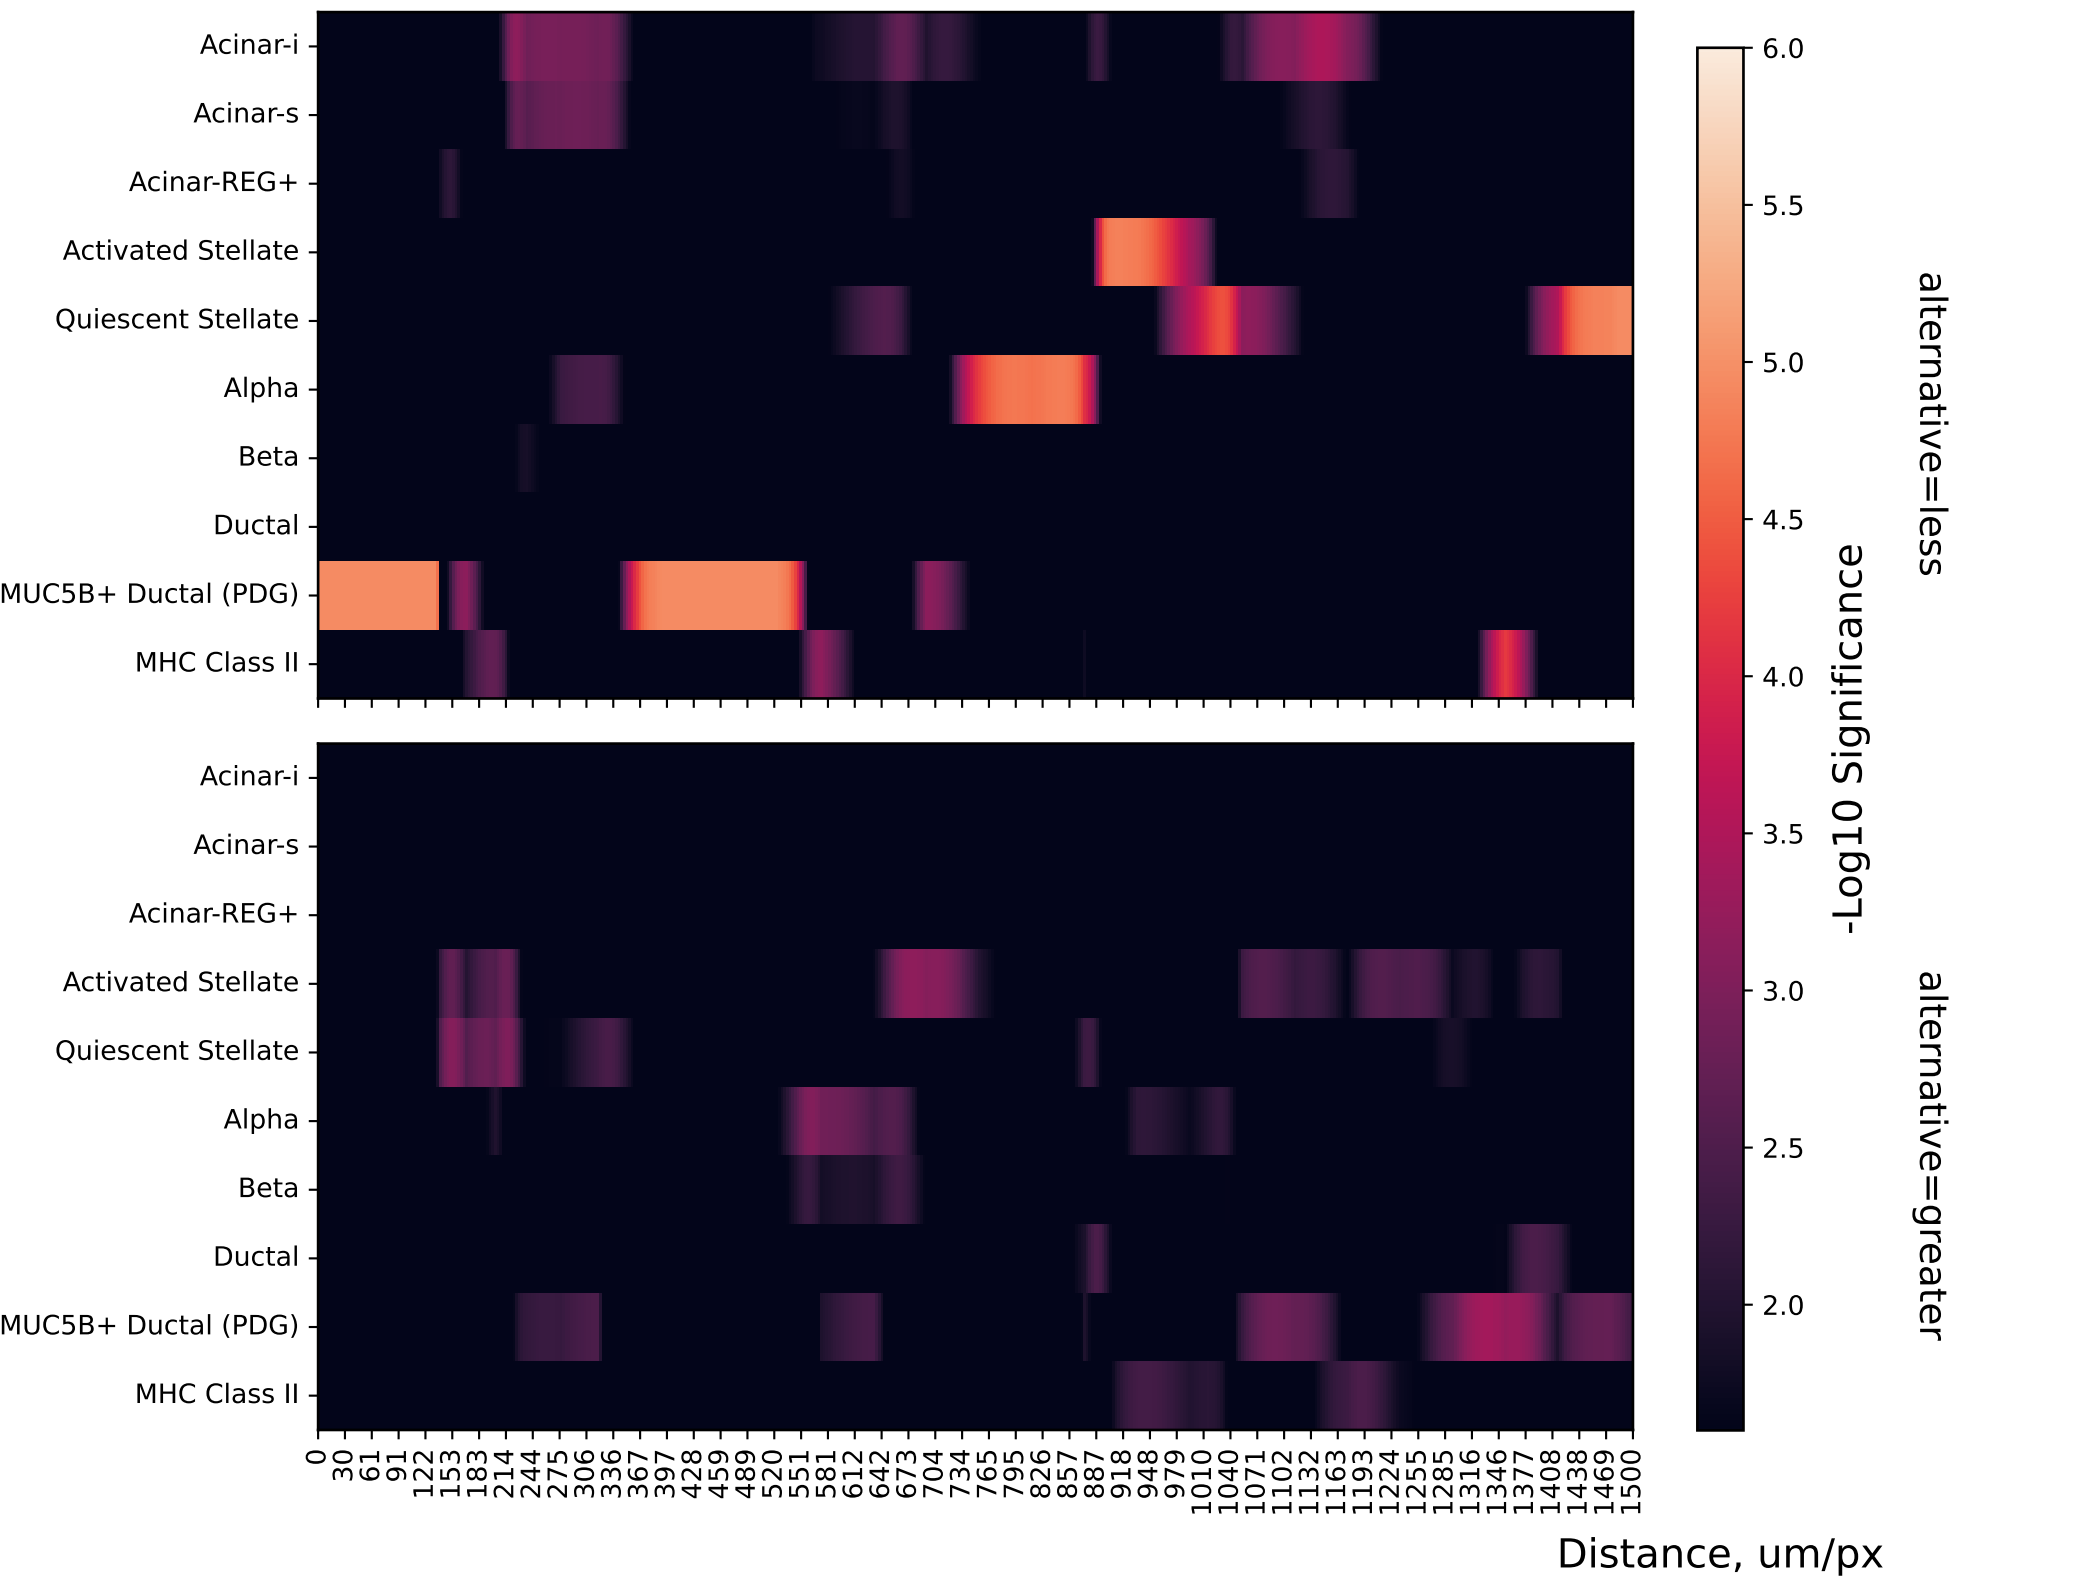 Acinar-i
Acinar-s
Acinar-REG+
Activated Stellate
Quiescent Stellate
Alpha
Beta
Ductal
MUC5B+ Ductal (PDG)
MHC Class II
Acinar-i
Acinar-s
Acinar-REG+
Activated Stellate
Quiescent Stellate
Alpha
Beta
Ductal
MUC5B+ Ductal (PDG)
MHC Class II
0
30
61
91
122
153
183
214
244
275
306
336
367
397
428
459
489
520
551
581
612
642
673
704
734
765
795
826
857
887
918
948
979
1010
1040
1071
1102
1132
1163
1193
1224
1255
1285
1316
1346
1377
1408
1438
1469
1500
Distance, um/px
6.0
5.5
5.0
4.5
4.0
3.5
3.0
2.5
2.0
-Log10 Significance
alternative=less
alternative=greater